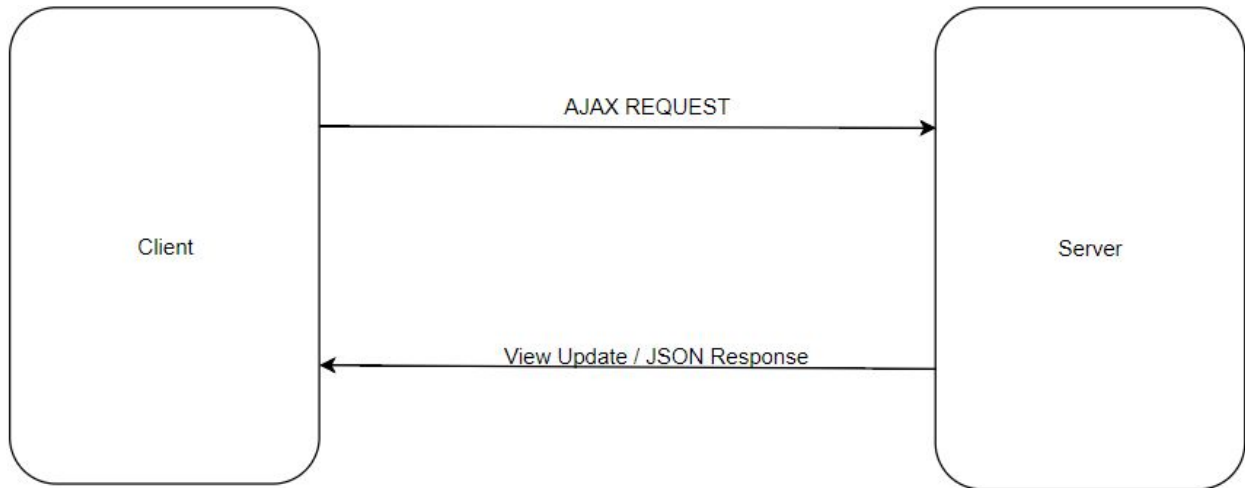 AJAX REQUEST
Client
Server
View Update / JSON Response